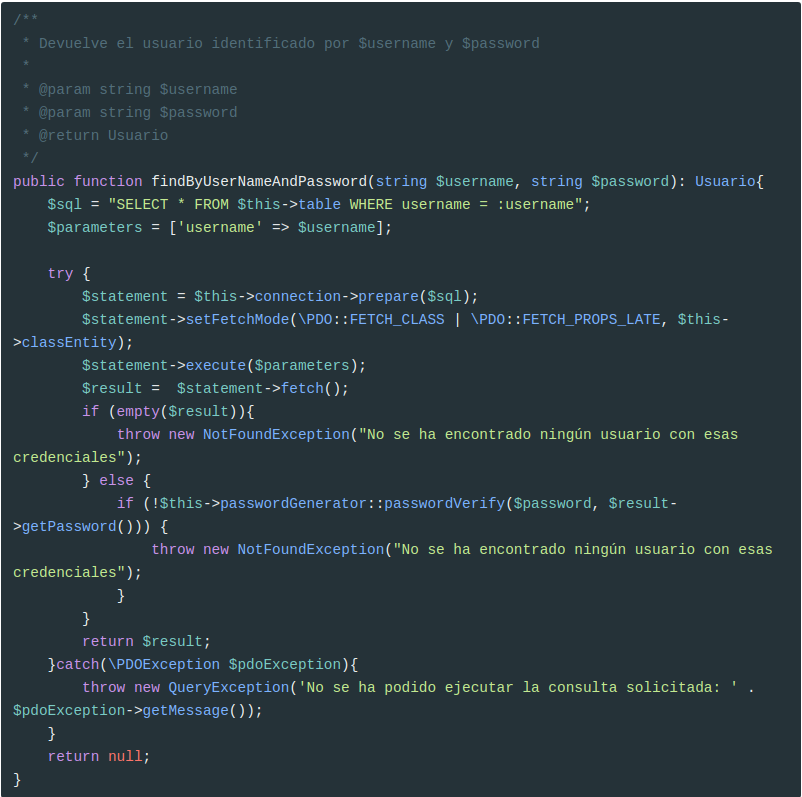 /**
 * Devuelve el usuario identificado por $username y $password
 *
 * @param string $username
 * @param string $password
 * @return Usuario
 */
public function findByUserNameAndPassword(string $username, string $password): Usuario{
    $sql = "SELECT * FROM $this->table WHERE username = :username";
    $parameters = ['username' => $username];

    try {
        $statement = $this->connection->prepare($sql);
        $statement->setFetchMode(\PDO::FETCH_CLASS | \PDO::FETCH_PROPS_LATE, $this-
>classEntity);
        $statement->execute($parameters);
        $result =  $statement->fetch();
        if (empty($result)){
            throw new NotFoundException("No se ha encontrado ningún usuario con esas
credenciales");
        } else {
            if (!$this->passwordGenerator::passwordVerify($password, $result-
>getPassword())) {
                throw new NotFoundException("No se ha encontrado ningún usuario con esas
credenciales");
            }
        }
        return $result;
    }catch(\PDOException $pdoException){
        throw new QueryException('No se ha podido ejecutar la consulta solicitada: ' .
$pdoException->getMessage());
    }
    return null;
}